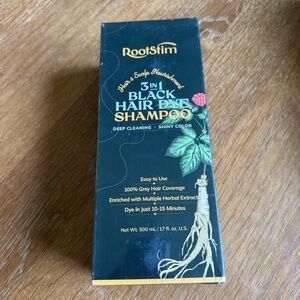 RootStim
Hair & Scalp Nourishment
3 IN 1
BLACK
HAIR DYE
SHAMPOO
DEEP CLEANING - SHINY COLOR
Easy to Use
100% Grey Hair Coverage
Enriched with Multiple Herbal Extracts
Dye in Just 10-15 Minutes
Net Wt. 500 mL / 17 fl. oz. U.S.